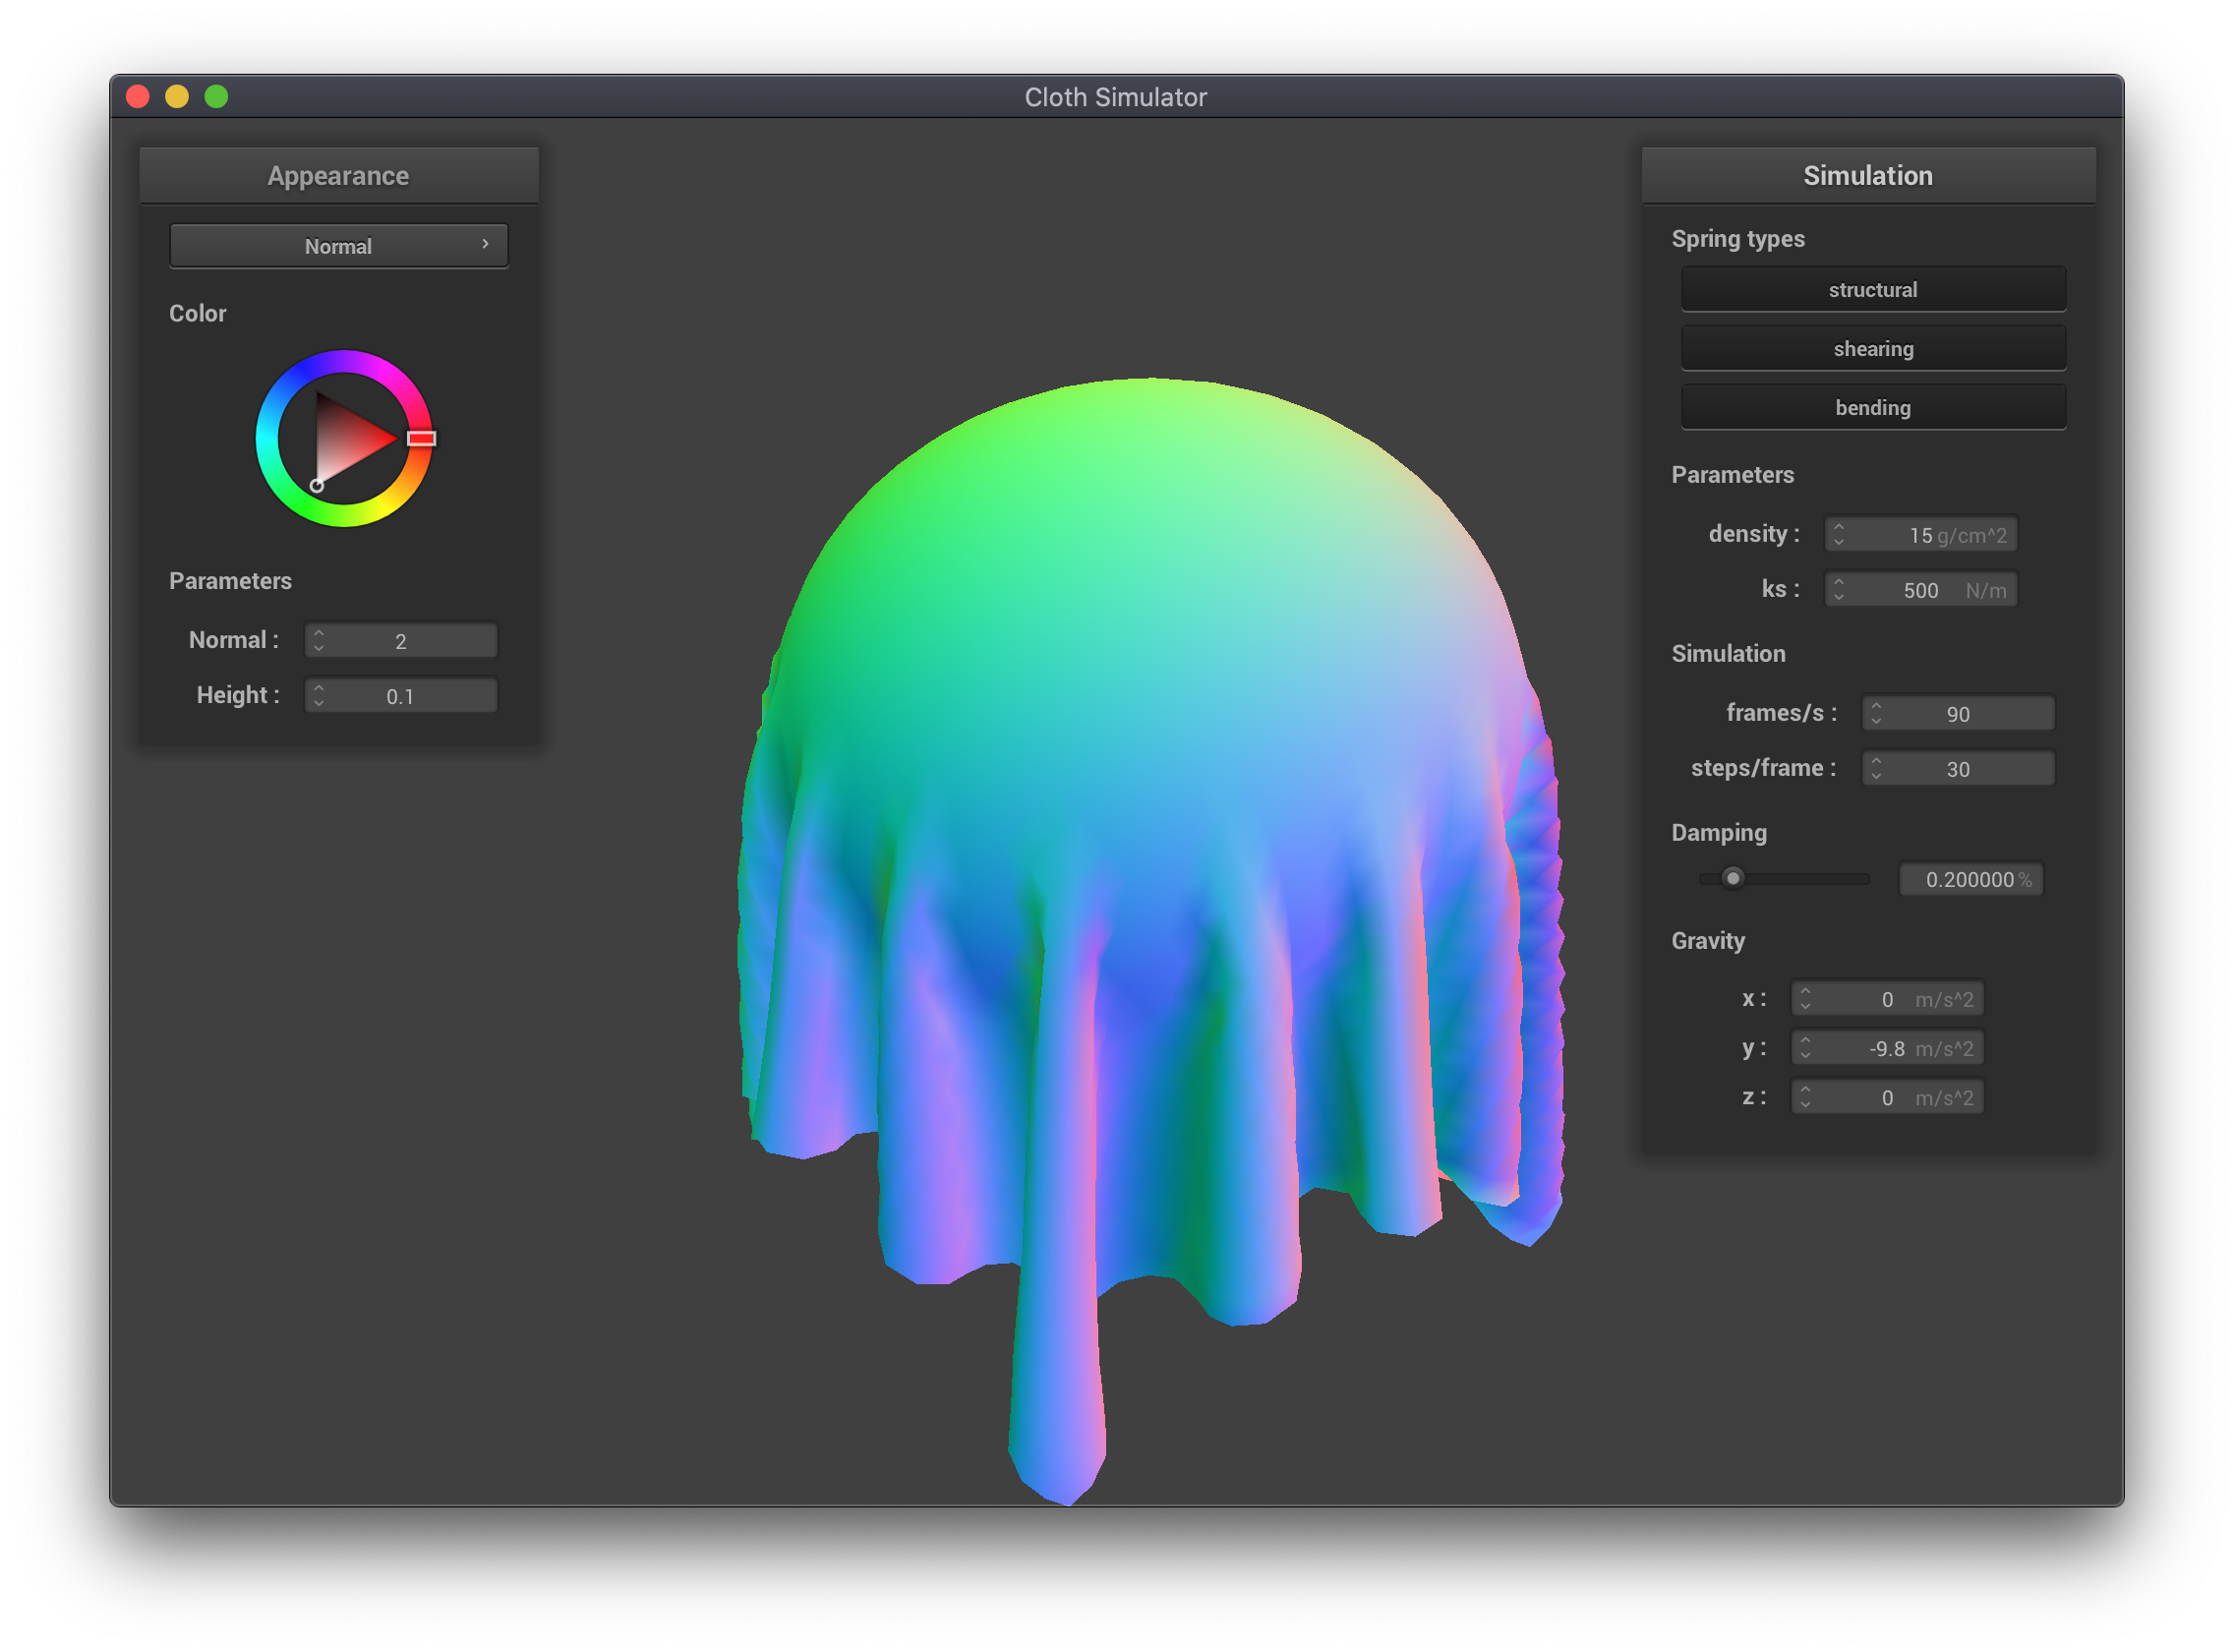 Cloth Simulator
Appearance
Normal
Color
Parameters
Normal : 2
Height : 0.1
Simulation
Spring types
structural
shearing
bending
Parameters
density : 15 g/cm^2
ks : 500 N/m
Simulation
frames/s : 90
steps/frame : 30
Damping
0.200000 %
Gravity
x : 0 m/s^2
y : -9.8 m/s^2
z : 0 m/s^2